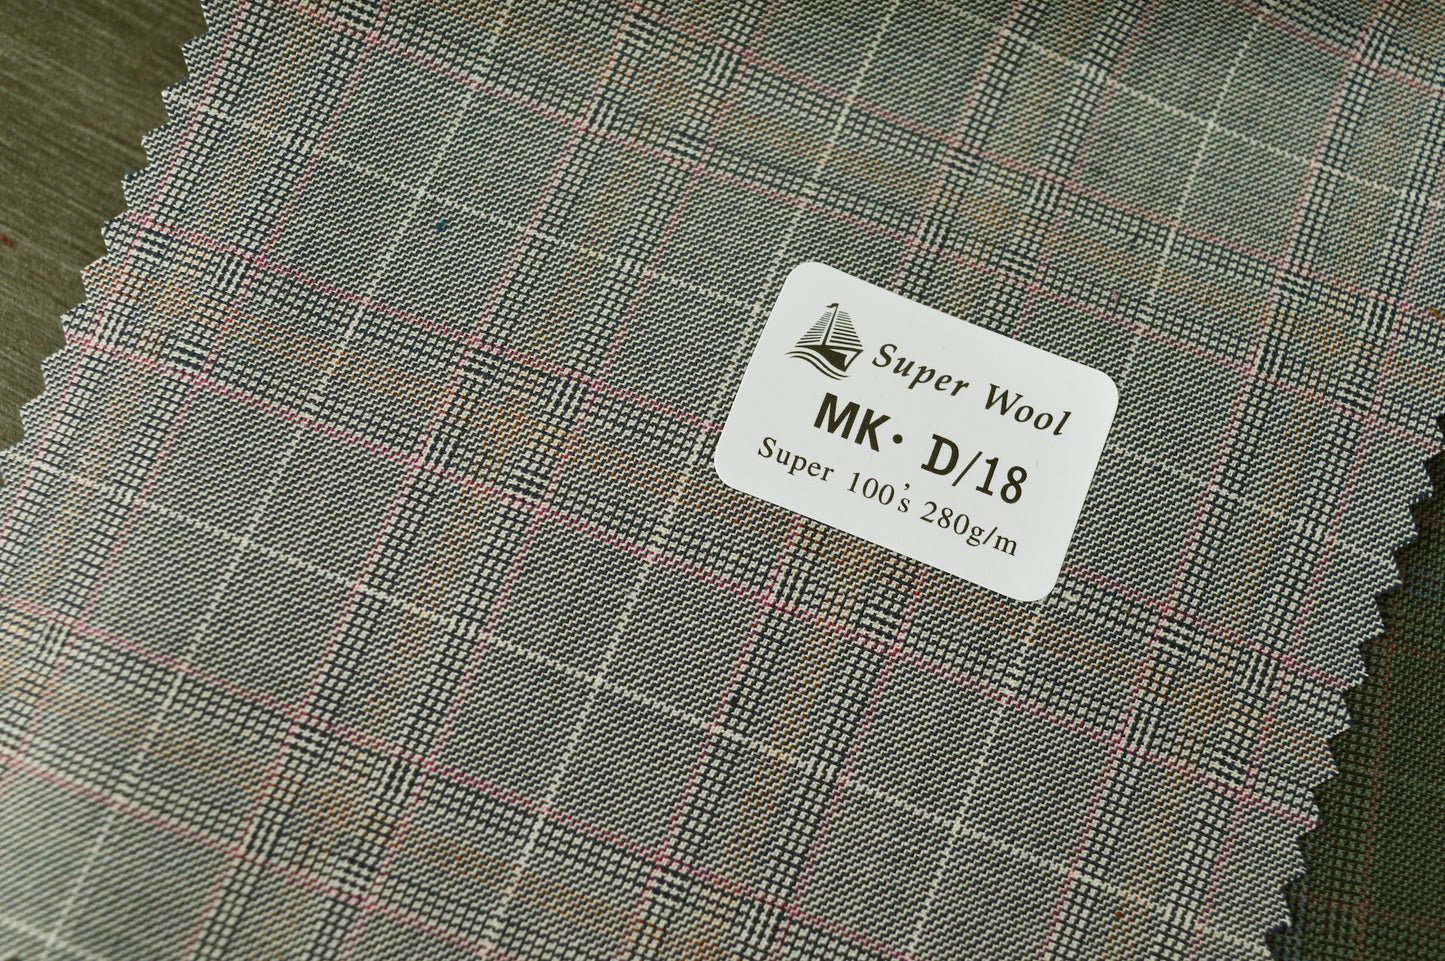 Super Wool
MK· D/18
Super 100's 280g/m